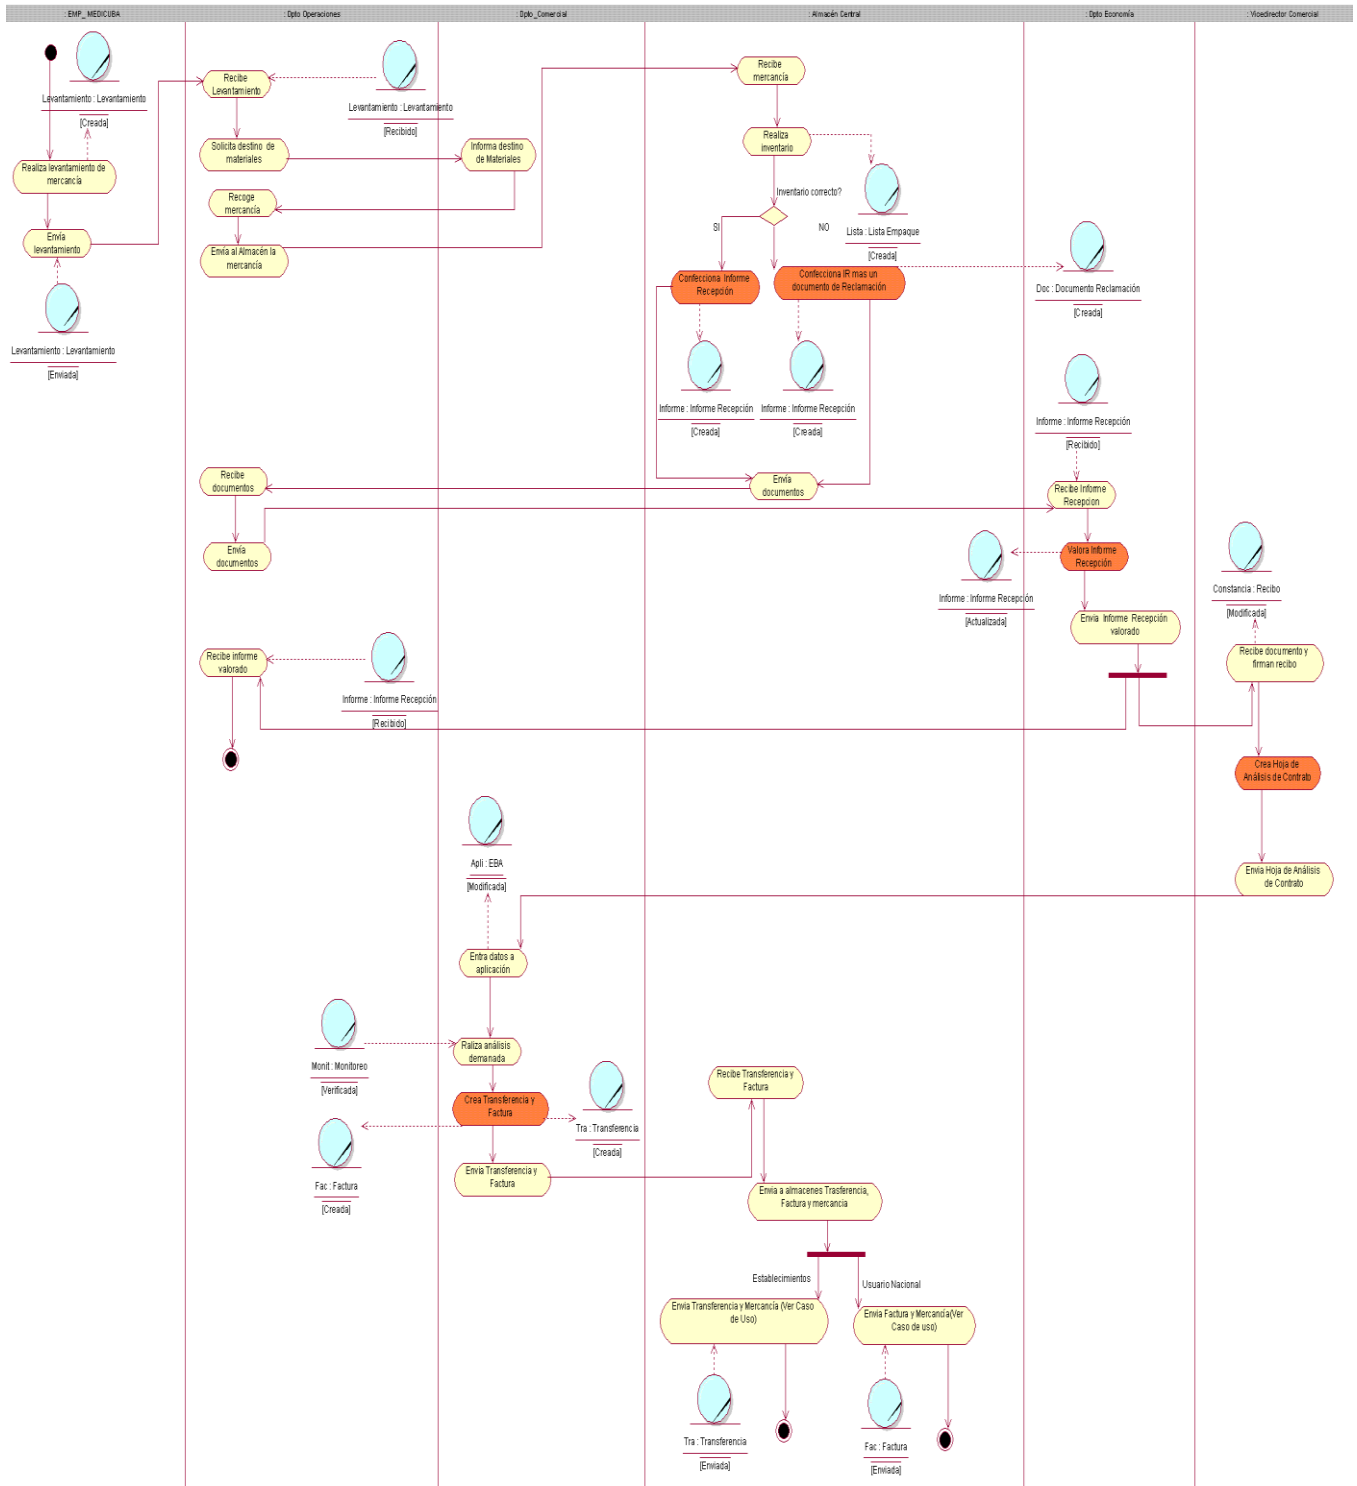 : EMP_ MEDICUBA
: Dpto Operaciones
: Dpto_Comercial
: Almacén Central
: Dpto Economía
: Vicedirector Comercial
Levantamiento : Levantamiento
[Creada]
Realiza levantamiento de
mercancía
Envía
levantamiento
Levantamiento : Levantamiento
[Enviada]
Recibe
Levantamiento
Levantamiento : Levantamiento
[Recibido]
Solicita destino de
materiales
Informa destino
de Materiales
Recoge
mercancía
Envia al Almacén la
mercancía
Recibe
mercancía
Realiza
inventario
Inventario correcto?
SI
NO
Lista : Lista Empaque
[Creada]
Confecciona Informe
Recepción
Confecciona IR mas un
documento de Reclamación
Doc : Documento Reclamación
[Creada]
Informe : Informe Recepción
[Creada]
Informe : Informe Recepción
[Creada]
Informe : Informe Recepción
[Recibido]
Recibe
documentos
Envía
documentos
Recibe Informe
Recepcion
Envía
documentos
Valora Informe
Recepción
Informe : Informe Recepción
[Actualizada]
Constancia : Recibo
[Modificada]
Envia Informe Recepción
valorado
Recibe informe
valorado
Informe : Informe Recepción
[Recibido]
Recibe documento y
firman recibo
Crea Hoja de
Análisis de Contrato
Envia Hoja de Análisis
de Contrato
Apli : EBA
[Modificada]
Entra datos a
aplicación
Monit : Monitoreo
[Verificada]
Raliza análisis
demanada
Crea Transferencia y
Factura
Tra : Transferencia
[Creada]
Fac : Factura
[Creada]
Envia Transferencia y
Factura
Recibe Transferencia y
Factura
Envia a almacenes Trasferencia,
Factura y mercancia
Establecimientos
Usuario Nacional
Envia Transferencia y Mercancía (Ver Caso
de Uso)
Envia Factura y Mercancía(Ver
Caso de uso)
Tra : Transferencia
[Enviada]
Fac : Factura
[Enviada]